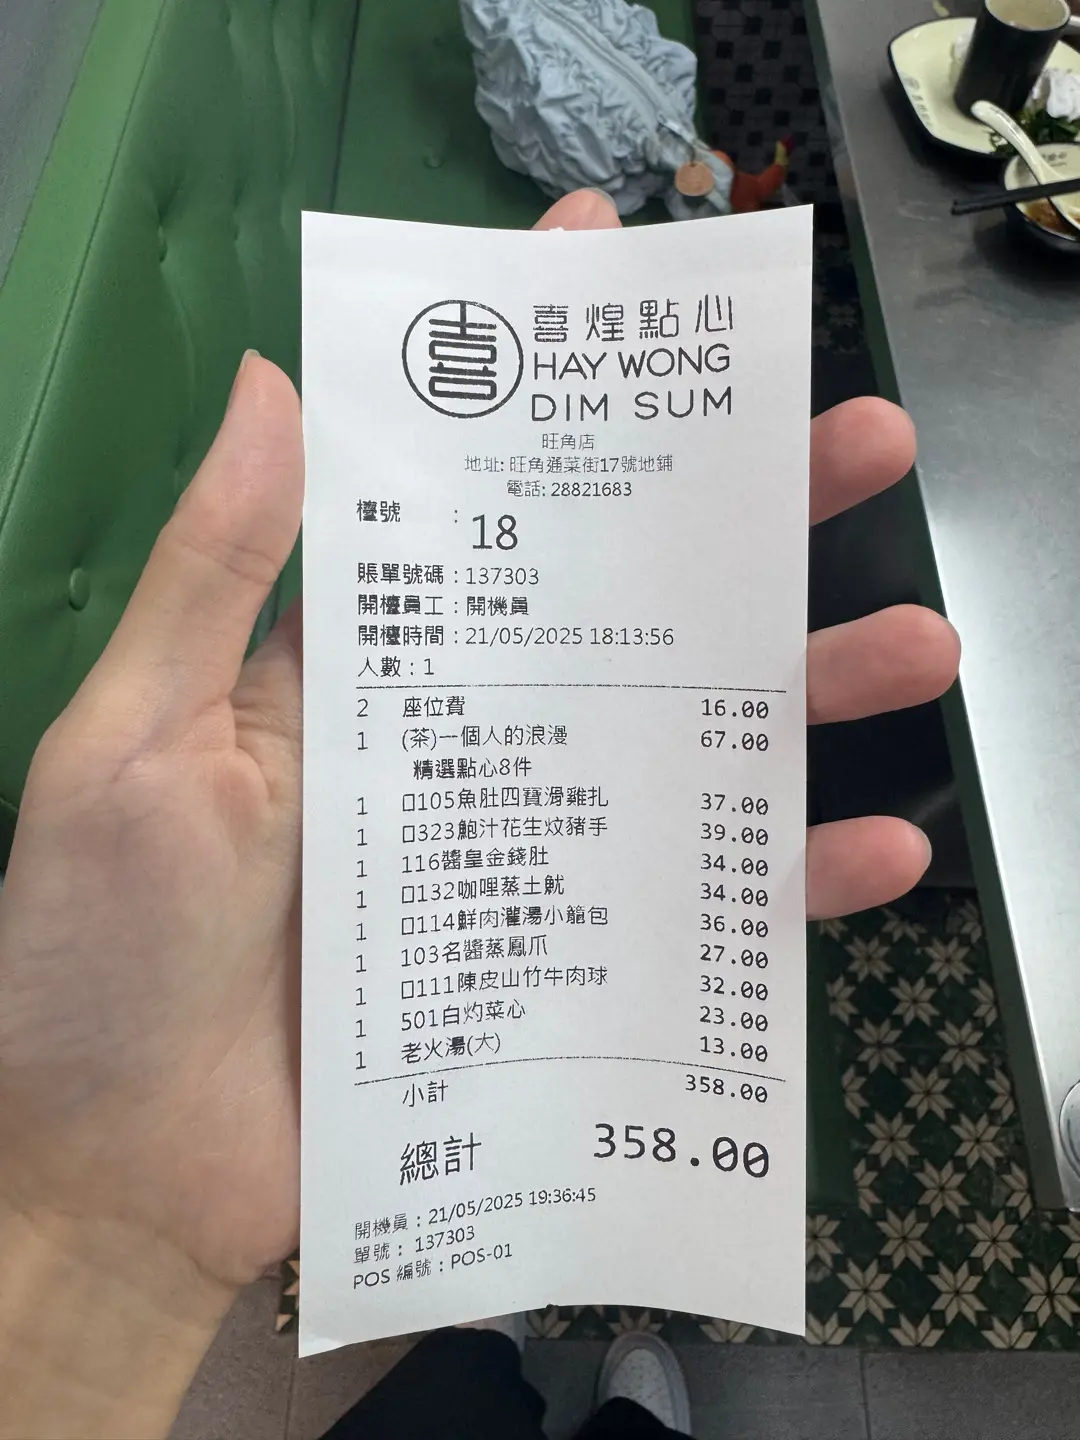 囍
喜煌點心
HAY WONG
DIM SUM
旺角店
地址: 旺角通菜街17號地鋪
電話: 28821683
檯號 : 18
賬單號碼 : 137303
開檯員工 : 開機員
開檯時間 : 21/05/2025 18:13:56
人數 : 1
2 座位費 16.00
1 (茶)一個人的浪漫 67.00
精選點心8件
1 口105魚肚四寶滑雞扎 37.00
1 口323鮑汁花生炆豬手 39.00
1 116醬皇金錢肚 34.00
1 口132咖哩蒸土魷 34.00
1 口114鮮肉灌湯小籠包 36.00
1 103名醬蒸鳳爪 27.00
1 口111陳皮山竹牛肉球 32.00
1 501白灼菜心 23.00
1 老火湯(大) 13.00
小計 358.00
總計 358.00
開機員 : 21/05/2025 19:36:45
單號 : 137303
POS 編號 : POS-01